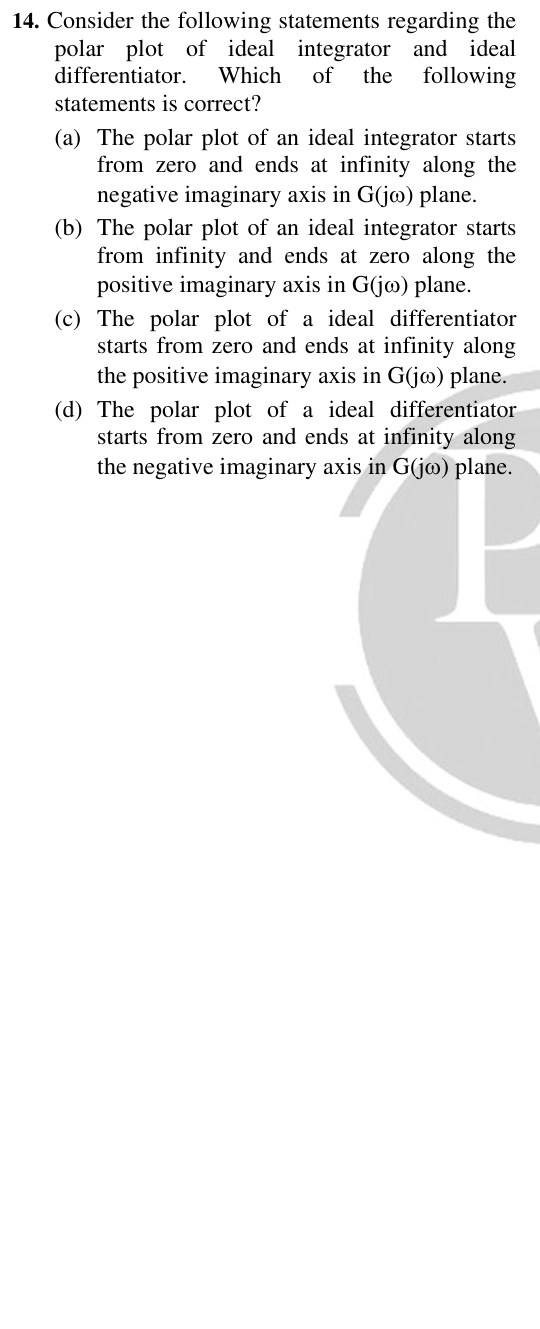 14. Consider the following statements regarding the
polar plot of ideal integrator and ideal
differentiator. Which of the following
statements is correct?
(a) The polar plot of an ideal integrator starts
from zero and ends at infinity along the
negative imaginary axis in G(jω) plane.
(b) The polar plot of an ideal integrator starts
from infinity and ends at zero along the
positive imaginary axis in G(jω) plane.
(c) The polar plot of a ideal differentiator
starts from zero and ends at infinity along
the positive imaginary axis in G(jω) plane.
(d) The polar plot of a ideal differentiator
starts from zero and ends at infinity along
the negative imaginary axis in G(jω) plane.